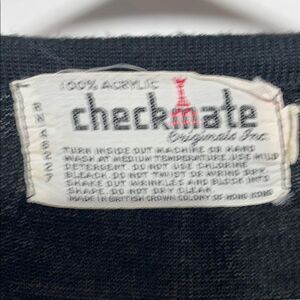 100% ACRYLIC
checkmate
Originals Inc.
TURN INSIDE OUT MACHINE OR HAND
WASH AT MEDIUM TEMPERATURE USE MILD
DETERGENT DO NOT USE CHLORINE
BLEACH. DO NOT TWIST OR WRING DRY.
SHAKE OUT WRINKLES AND BLOCK INTO
SHAPE. DO NOT DRY CLEAN
MADE IN BRITISH CROWN COLONY OF HONG KONG